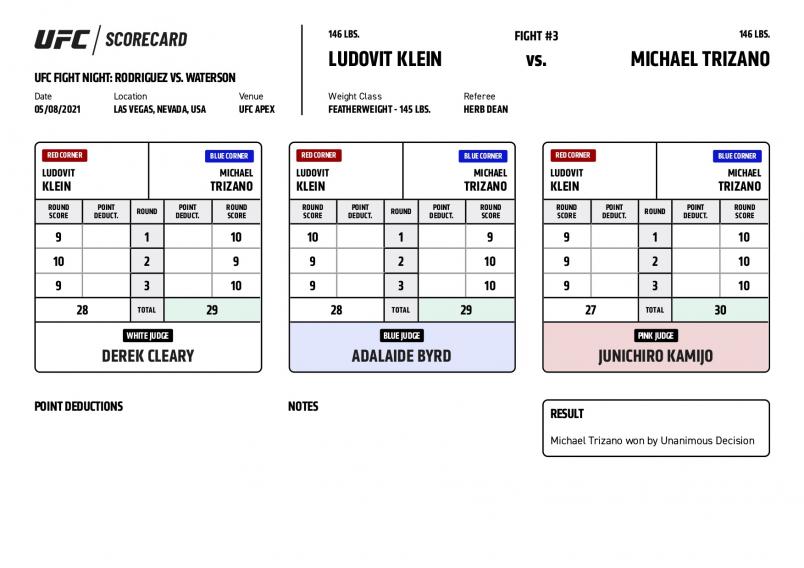 UFC / SCORECARD
UFC FIGHT NIGHT: RODRIGUEZ VS. WATERSON
Date Location Venue
05/08/2021 LAS VEGAS, NEVADA, USA UFC APEX
146 LBS. FIGHT #3 146 LBS.
LUDOVIT KLEIN VS. MICHAEL TRIZANO
Weight Class Referee
FEATHERWEIGHT - 145 LBS. HERB DEAN
RED CORNER BLUE CORNER
LUDOVIT MICHAEL
KLEIN TRIZANO
ROUND SCORE POINT DEDUCT. ROUND POINT DEDUCT. ROUND SCORE
9 1 10
10 2 9
9 3 10
28 TOTAL 29
WHITE JUDGE
DEREK CLEARY
RED CORNER BLUE CORNER
LUDOVIT MICHAEL
KLEIN TRIZANO
ROUND SCORE POINT DEDUCT. ROUND POINT DEDUCT. ROUND SCORE
10 1 9
9 2 10
9 3 10
28 TOTAL 29
BLUE JUDGE
ADALAIDE BYRD
RED CORNER BLUE CORNER
LUDOVIT MICHAEL
KLEIN TRIZANO
ROUND SCORE POINT DEDUCT. ROUND POINT DEDUCT. ROUND SCORE
9 1 10
9 2 10
9 3 10
27 TOTAL 30
PINK JUDGE
JUNICHIRO KAMIJO
POINT DEDUCTIONS
NOTES
RESULT
Michael Trizano won by Unanimous Decision